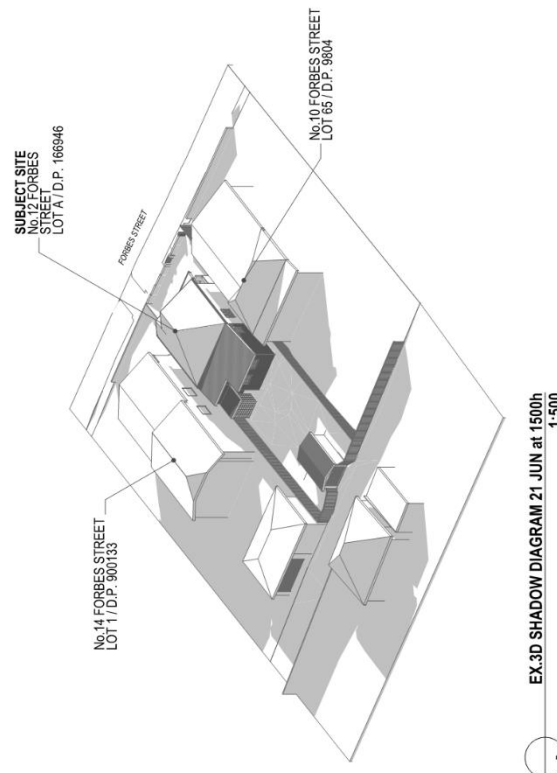 SUBJECT SITE
No.12 FORBES
STREET
LOT A / D.P. 166946
FORBES STREET
No.10 FORBES STREET
LOT 65 / D.P. 9804
No.14 FORBES STREET
LOT 1 / D.P. 900133
EX.3D SHADOW DIAGRAM 21 JUN at 1500h
1:500